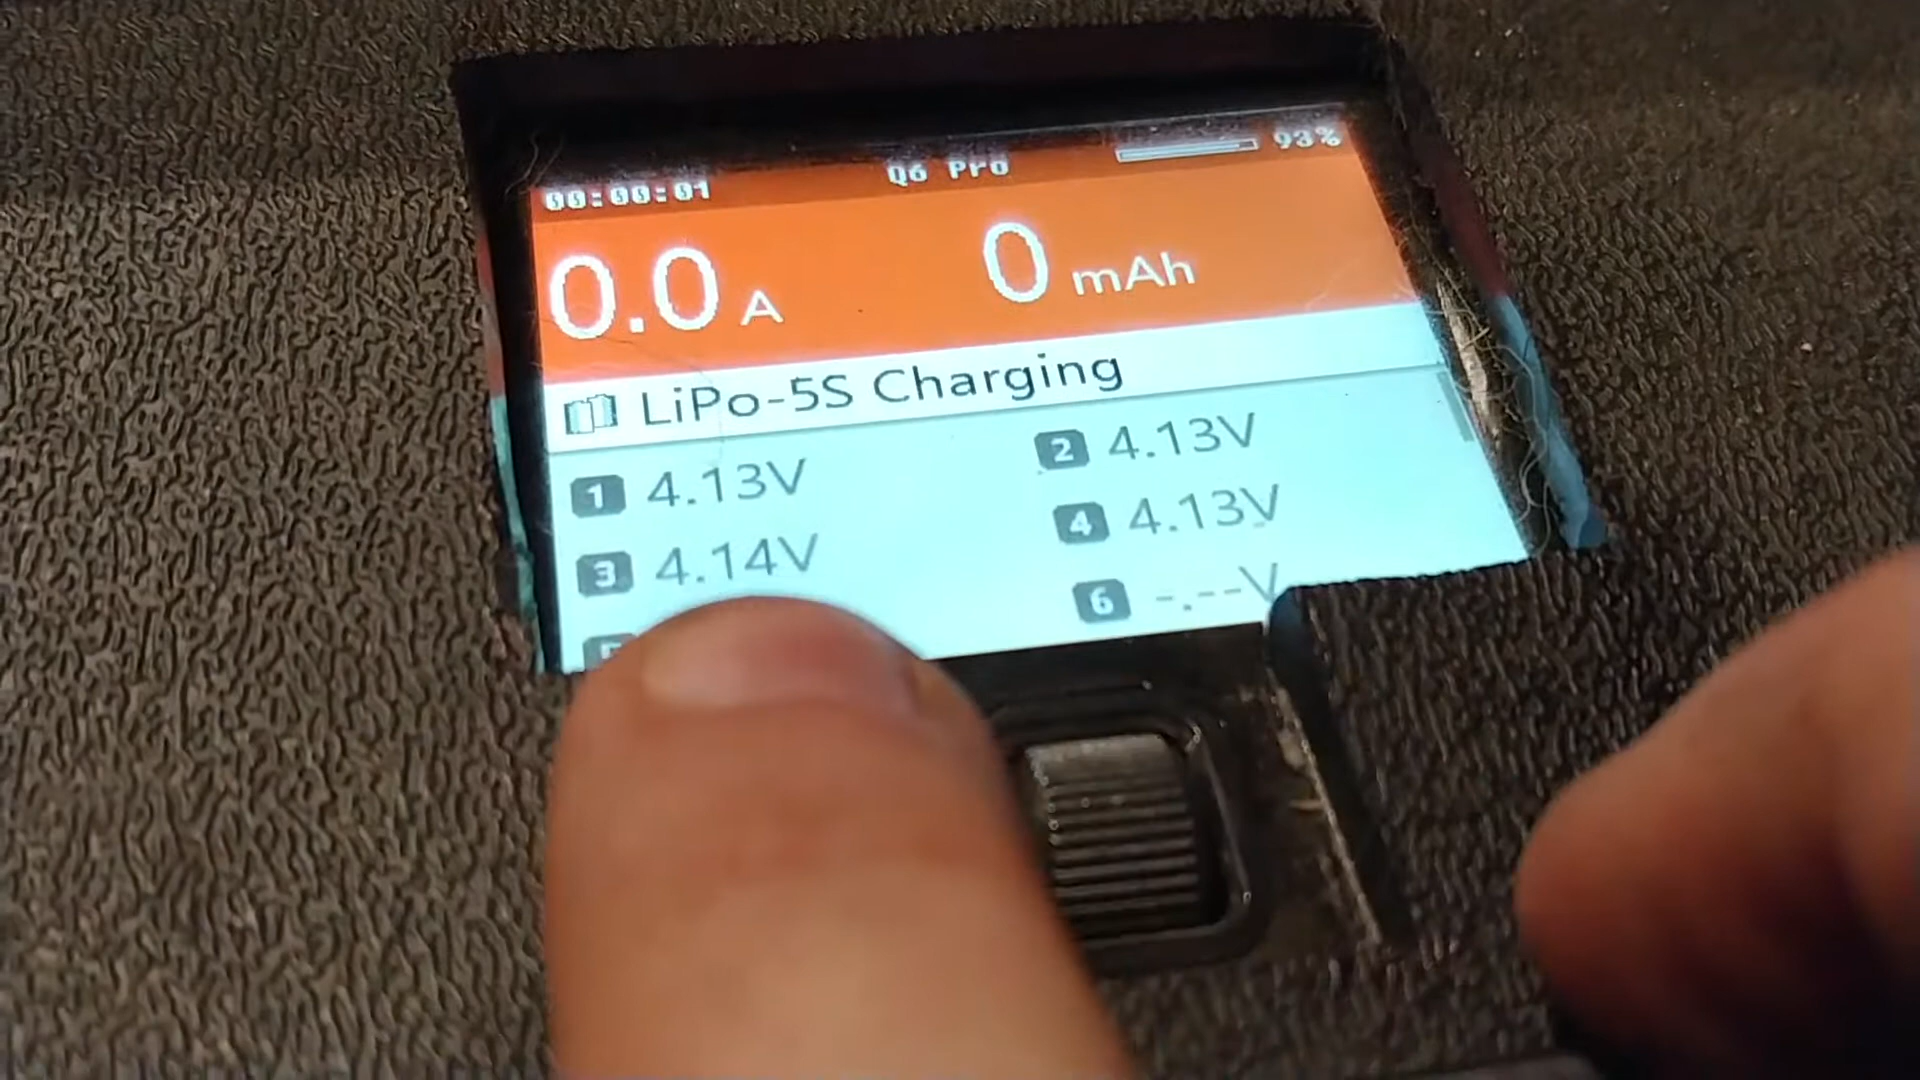 00:00:01 Q6 Pro 93%
0.0 A 0 mAh
LiPo-5S Charging
1 4.13V 2 4.13V
3 4.14V 4 4.13V
6 -.--V